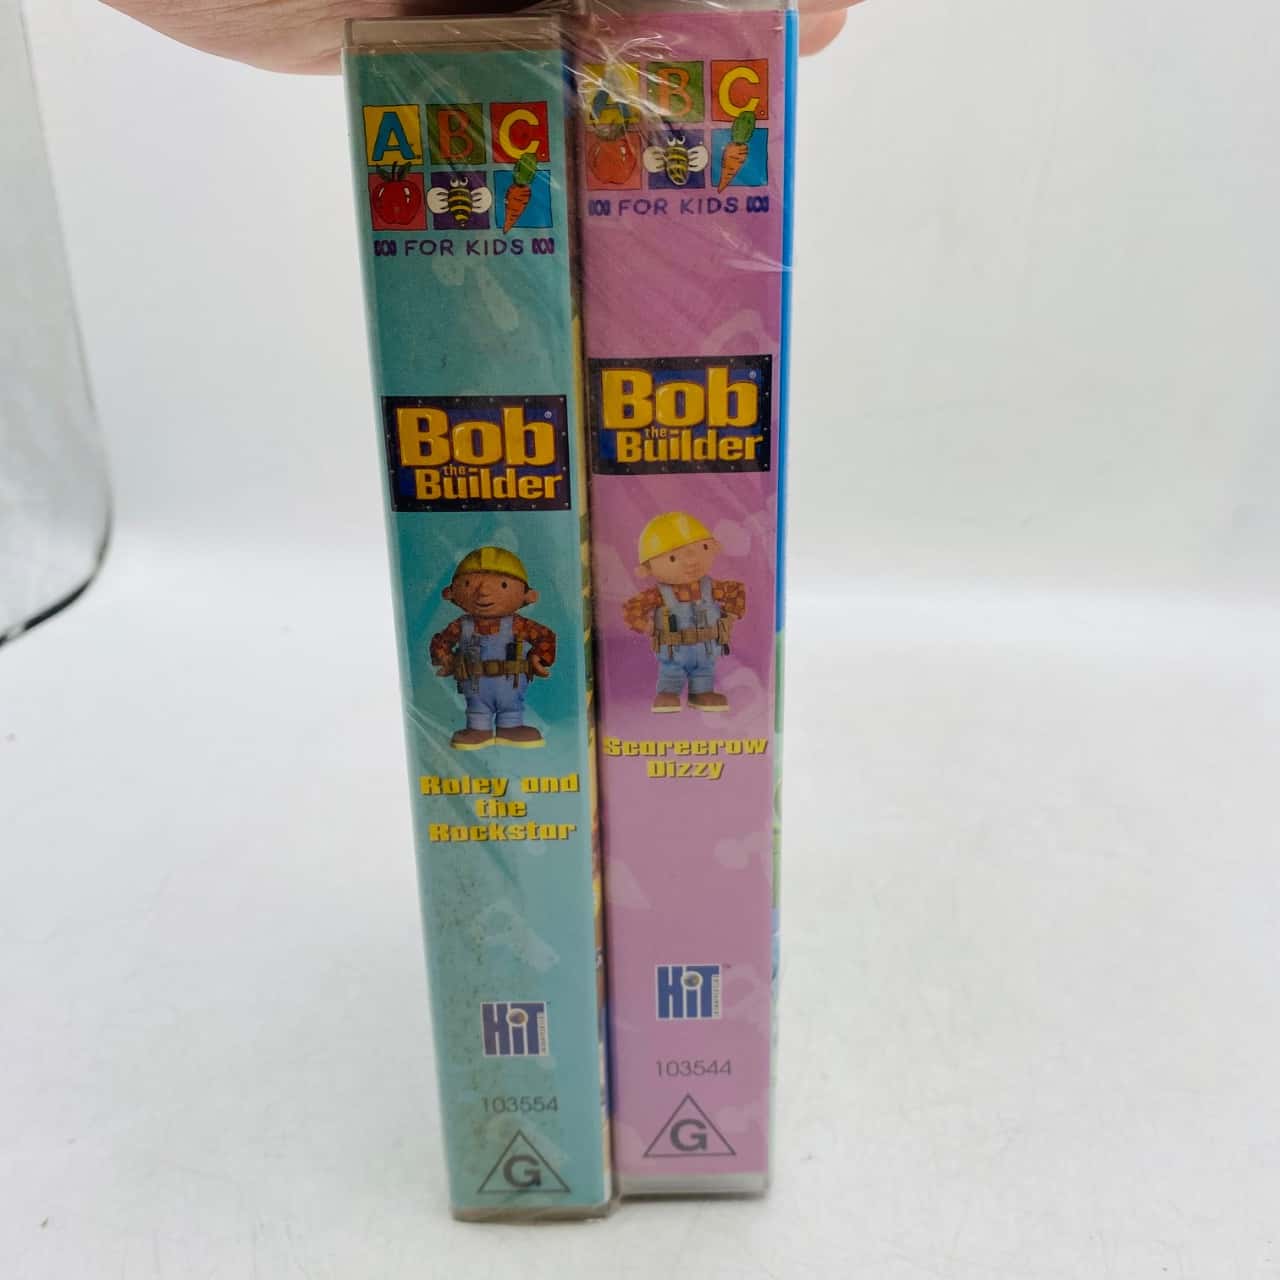 A B C
FOR KIDS
Bob
the
Builder
Roley and
the
Rockstar
HiT
103554
G
A B C
FOR KIDS
Bob
the
Builder
Scarecrow
Dizzy
HiT
103544
G